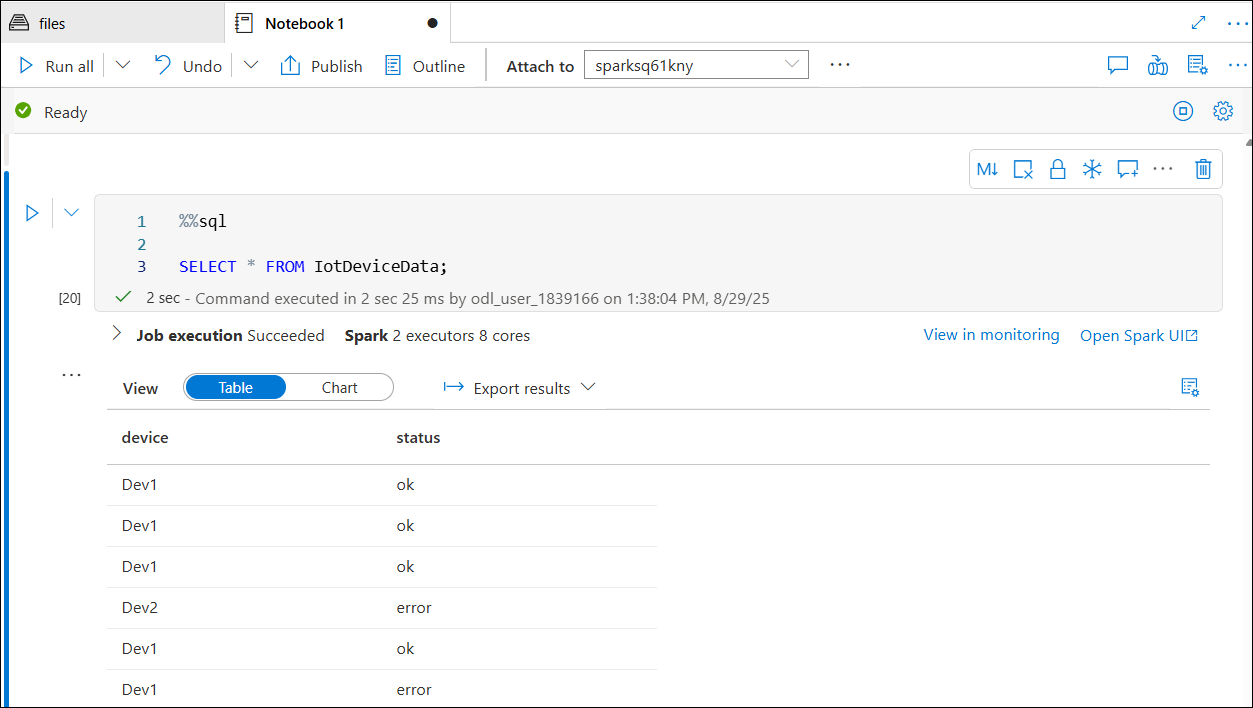 files
Notebook 1
Run all
Undo
Publish
Outline
Attach to
sparksq61kny
Ready
M↓
1 %%sql
2
3 SELECT * FROM IotDeviceData;
[20]
2 sec - Command executed in 2 sec 25 ms by odl_user_1839166 on 1:38:04 PM, 8/29/25
Job execution Succeeded Spark 2 executors 8 cores
View in monitoring
Open Spark UI
View
Table
Chart
Export results
device status
Dev1 ok
Dev1 ok
Dev1 ok
Dev2 error
Dev1 ok
Dev1 error